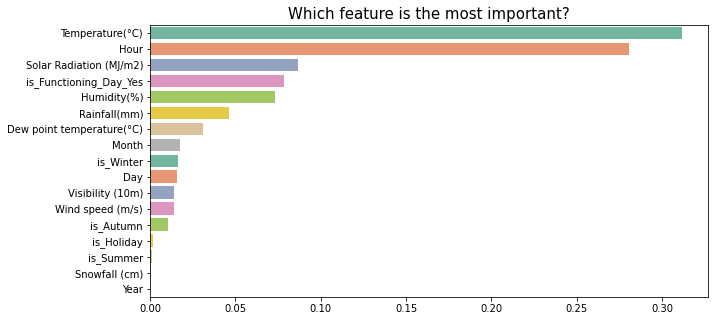 Which feature is the most important?
Temperature(°C)
Hour
Solar Radiation (MJ/m2)
is_Functioning_Day_Yes
Humidity(%)
Rainfall(mm)
Dew point temperature(°C)
Month
is_Winter
Day
Visibility (10m)
Wind speed (m/s)
is_Autumn
is_Holiday
is_Summer
Snowfall (cm)
Year
0.00 0.05 0.10 0.15 0.20 0.25 0.30